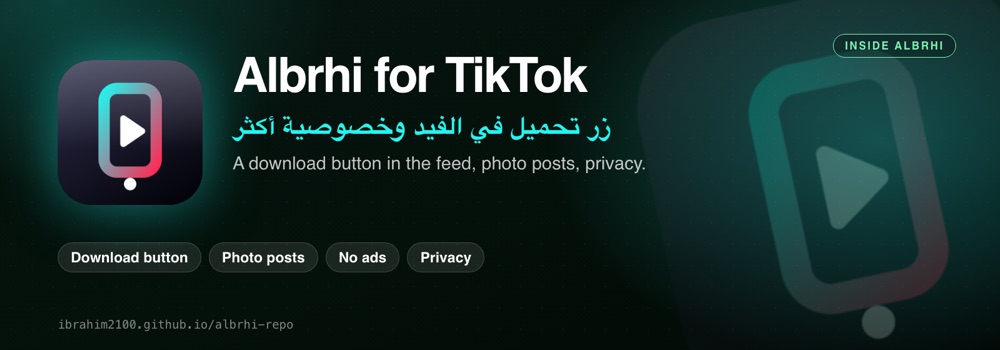 INSIDE ALBRHI
Albrhi for TikTok
زر تحميل في الفيد وخصوصية أكثر
A download button in the feed, photo posts, privacy.
Download button
Photo posts
No ads
Privacy
ibrahim2100.github.io/albrhi-repo